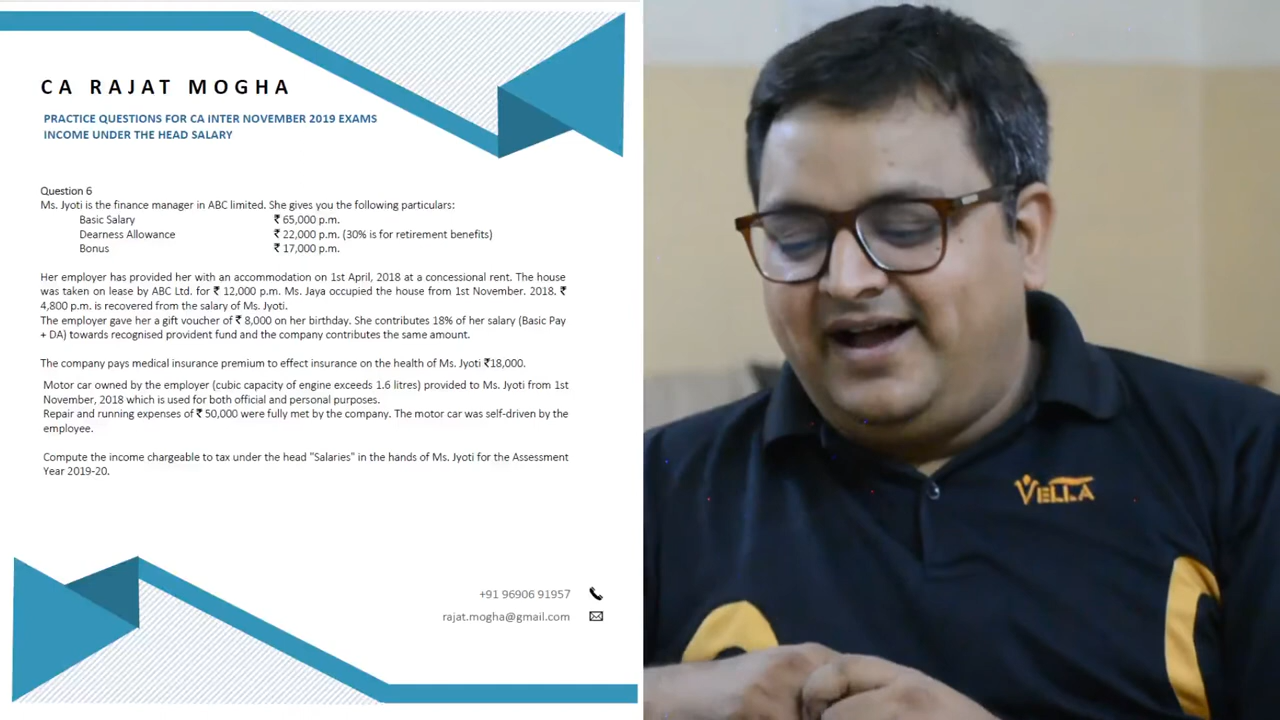 CA RAJAT MOGHA
PRACTICE QUESTIONS FOR CA INTER NOVEMBER 2019 EXAMS
INCOME UNDER THE HEAD SALARY
Question 6
Ms. Jyoti is the finance manager in ABC limited. She gives you the following particulars:
Basic Salary ₹ 65,000 p.m.
Dearness Allowance ₹ 22,000 p.m. (30% is for retirement benefits)
Bonus ₹ 17,000 p.m.
Her employer has provided her with an accommodation on 1st April, 2018 at a concessional rent. The house
was taken on lease by ABC Ltd. for ₹ 12,000 p.m. Ms. Jaya occupied the house from 1st November. 2018. ₹
4,800 p.m. is recovered from the salary of Ms. Jyoti.
The employer gave her a gift voucher of ₹ 8,000 on her birthday. She contributes 18% of her salary (Basic Pay
+ DA) towards recognised provident fund and the company contributes the same amount.
The company pays medical insurance premium to effect insurance on the health of Ms. Jyoti ₹18,000.
Motor car owned by the employer (cubic capacity of engine exceeds 1.6 litres) provided to Ms. Jyoti from 1st
November, 2018 which is used for both official and personal purposes.
Repair and running expenses of ₹ 50,000 were fully met by the company. The motor car was self-driven by the
employee.
Compute the income chargeable to tax under the head "Salaries" in the hands of Ms. Jyoti for the Assessment
Year 2019-20.
+91 96906 91957
rajat.mogha@gmail.com
VELLA